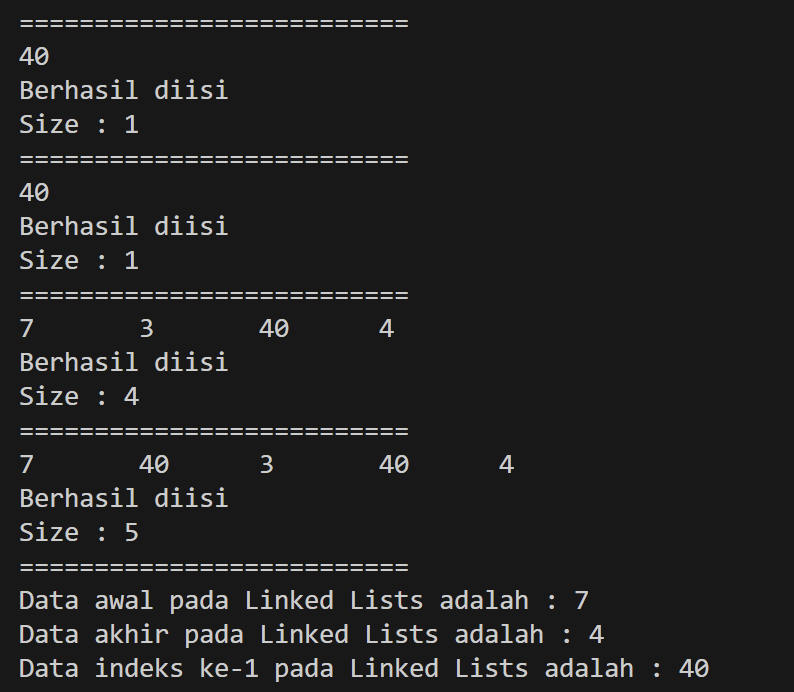 ==========================
40
Berhasil diisi
Size : 1
==========================
40
Berhasil diisi
Size : 1
==========================
7       3       40      4
Berhasil diisi
Size : 4
==========================
7       40      3       40      4
Berhasil diisi
Size : 5
==========================
Data awal pada Linked Lists adalah : 7
Data akhir pada Linked Lists adalah : 4
Data indeks ke-1 pada Linked Lists adalah : 40